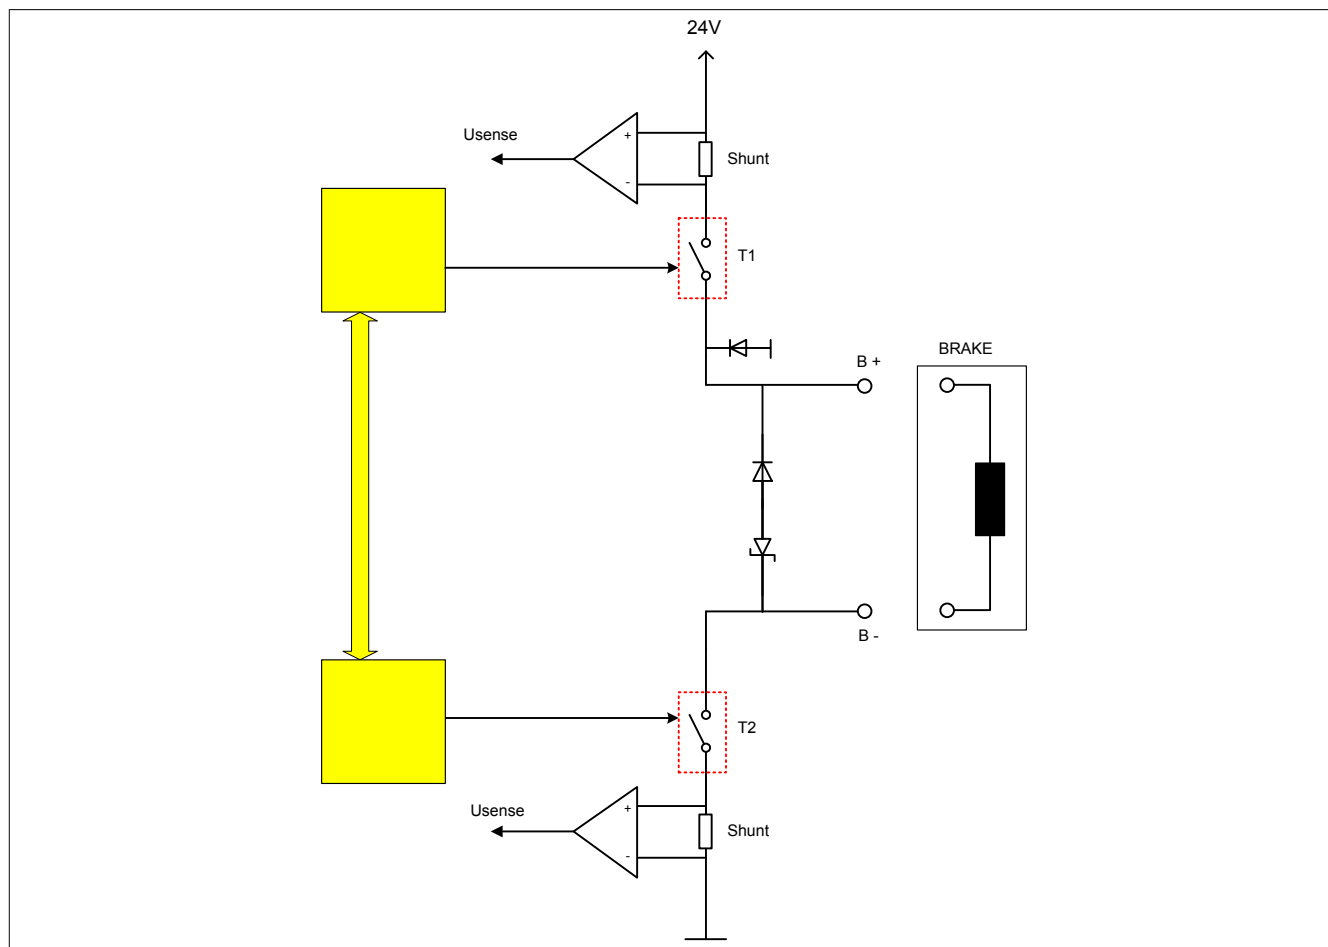 24V
+
Usense
Shunt
-
T1
BRAKE
B +
B -
T2
+
Usense
Shunt
-